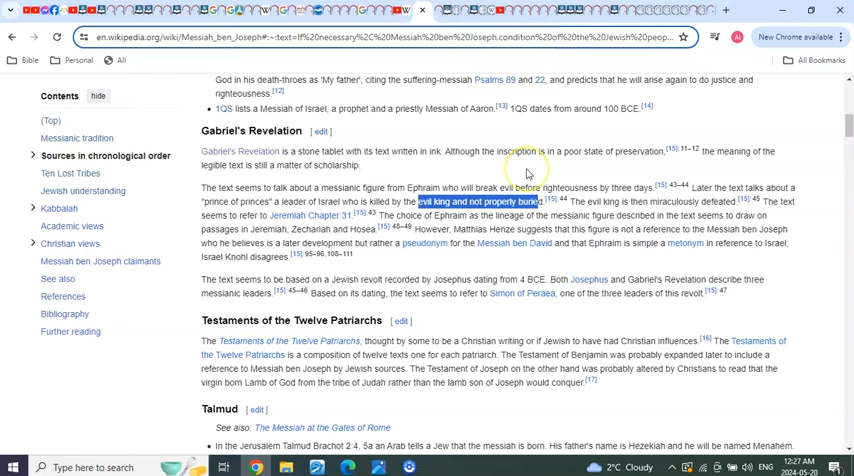 en.wikipedia.org/wiki/Messiah_ben_Joseph#:~:text=If%20necessary%2C%20Messiah%20ben%20Joseph,condition%20of%20the%20Jewish%20peop...
New Chrome available
Bible
Personal
All
All Bookmarks
Contents
hide
(Top)
Messianic tradition
Sources in chronological order
Ten Lost Tribes
Jewish understanding
Kabbalah
Academic views
Christian views
Messiah ben Joseph claimants
See also
References
Bibliography
Further reading
God in his death-throes as 'My father', citing the suffering-messiah Psalms 89 and 22, and predicts that he will arise again to do justice and
righteousness.[12]
• 1QS lists a Messiah of Israel, a prophet and a priestly Messiah of Aaron.[13] 1QS dates from around 100 BCE.[14]
Gabriel's Revelation [ edit ]
Gabriel's Revelation is a stone tablet with its text written in ink. Although the inscription is in a poor state of preservation,[15]: 11–12 the meaning of the
legible text is still a matter of scholarship.
The text seems to talk about a messianic figure from Ephraim who will break evil before righteousness by three days.[15]: 43–44 Later the text talks about a
"prince of princes" a leader of Israel who is killed by the evil king and not properly buried.[15]: 44 The evil king is then miraculously defeated.[15]: 45 The text
seems to refer to Jeremiah Chapter 31.[15]: 43 The choice of Ephraim as the lineage of the messianic figure described in the text seems to draw on
passages in Jeremiah, Zechariah and Hosea.[15]: 48–49 However, Matthias Henze suggests that this figure is not a reference to the Messiah ben Joseph
who he believes is a later development but rather a pseudonym for the Messiah ben David and that Ephraim is simple a metonym in reference to Israel;
Israel Knohl disagrees.[15]: 95–96, 108–111
The text seems to be based on a Jewish revolt recorded by Josephus dating from 4 BCE. Both Josephus and Gabriel's Revelation describe three
messianic leaders.[15]: 45–46 Based on its dating, the text seems to refer to Simon of Peraea, one of the three leaders of this revolt.[15]: 47
Testaments of the Twelve Patriarchs [ edit ]
The Testaments of the Twelve Patriarchs, thought by some to be a Christian writing or if Jewish to have had Christian influences.[16] The Testaments of
the Twelve Patriarchs is a composition of twelve texts one for each patriarch. The Testament of Benjamin was probably expanded later to include a
reference to Messiah ben Joseph by Jewish sources. The Testament of Joseph on the other hand was probably altered by Christians to read that the
virgin born Lamb of God from the tribe of Judah rather than the lamb son of Joseph would conquer.[17]
Talmud [ edit ]
See also: The Messiah at the Gates of Rome
• In the Jerusalem Talmud Brachot 2:4, 5a an Arab tells a Jew that the messiah is born. His father's name is Hezekiah and he will be named Menahem.
Type here to search
2°C Cloudy
ENG
12:27 AM
2024-05-20